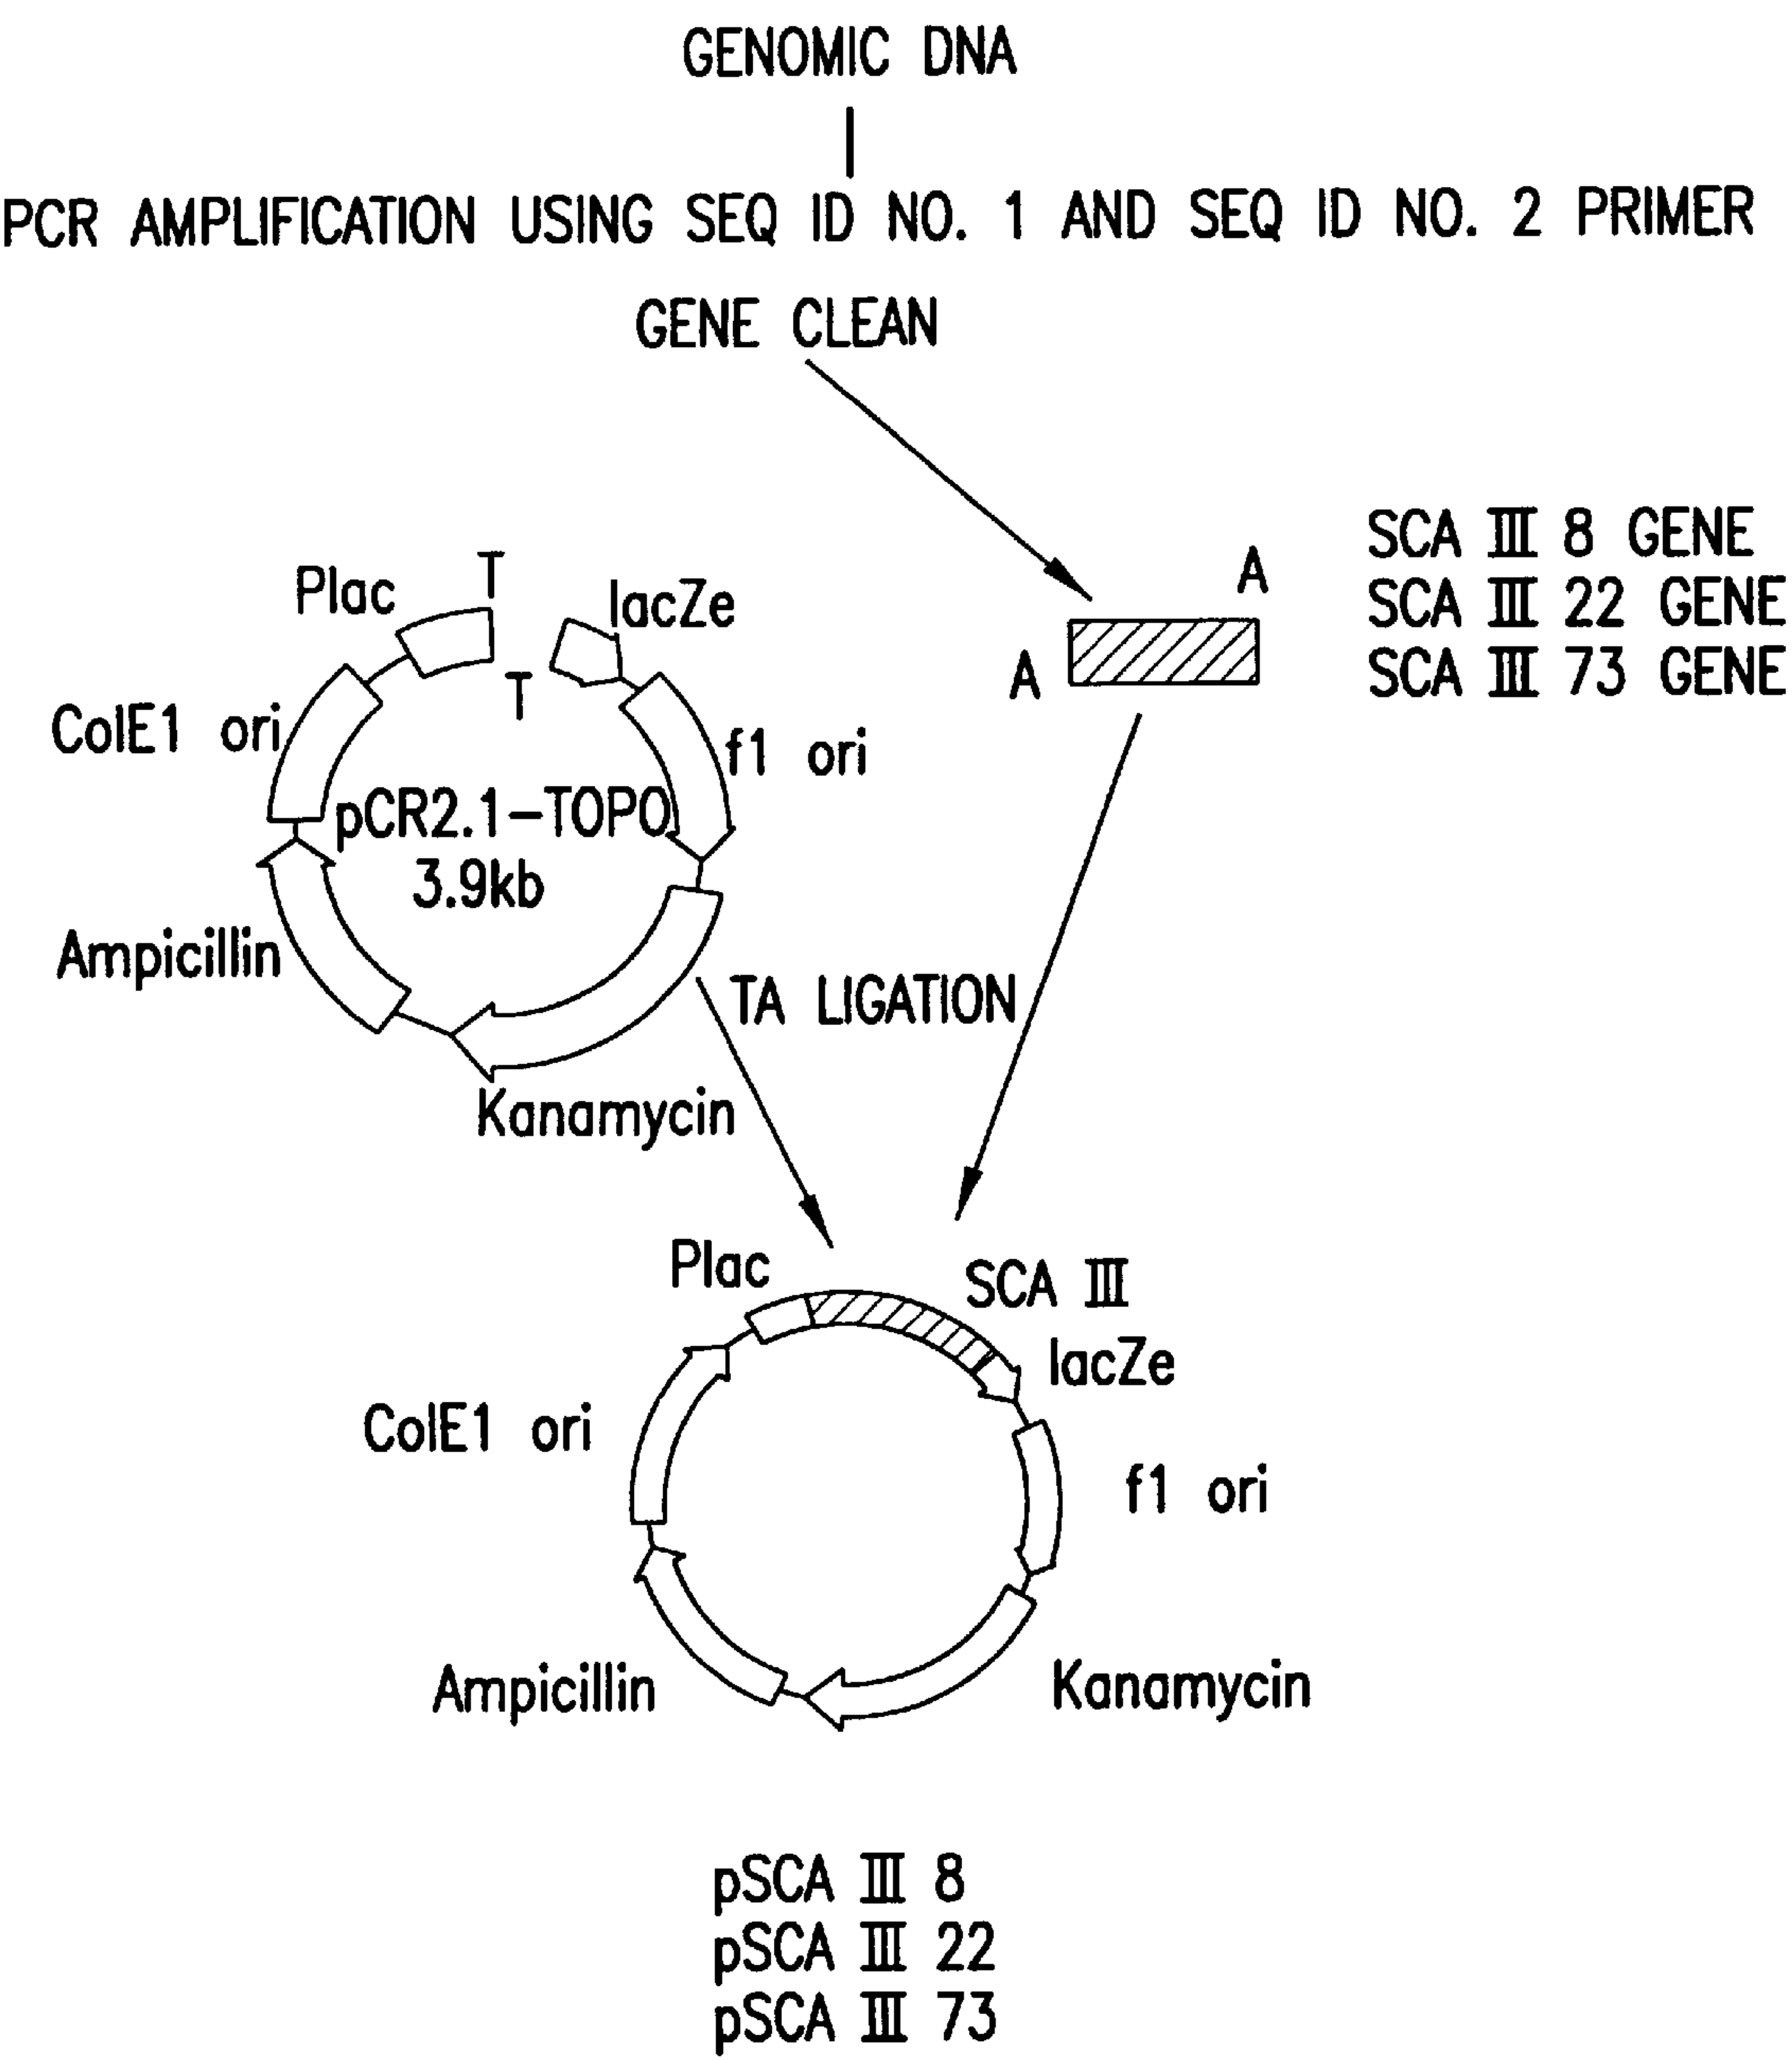 GENOMIC DNA
PCR AMPLIFICATION USING SEQ ID NO. 1 AND SEQ ID NO. 2 PRIMER
GENE CLEAN
SCA III 8 GENE
SCA III 22 GENE
SCA III 73 GENE
A
A
T
Plac
lacZe
T
ColE1 ori
f1 ori
pCR2.1-TOPO
3.9kb
Ampicillin
TA LIGATION
Kanamycin
Plac
SCA III
lacZe
ColE1 ori
f1 ori
Ampicillin
Kanamycin
pSCA III 8
pSCA III 22
pSCA III 73